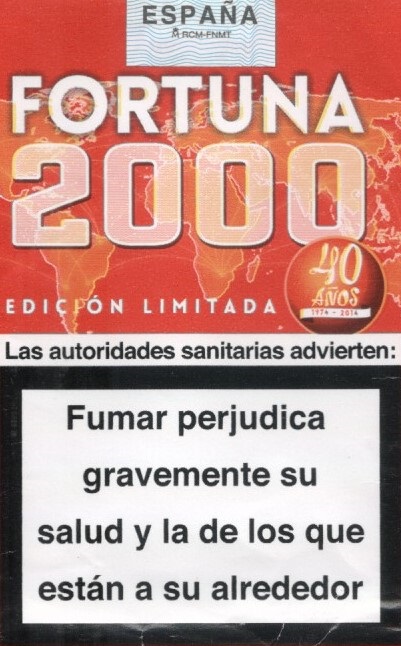 ESPAÑA
RCM-FNMT
FORTUNA
2000
EDICIÓN LIMITADA
40
AÑOS
1974 - 2014
Las autoridades sanitarias advierten:
Fumar perjudica
gravemente su
salud y la de los que
están a su alrededor